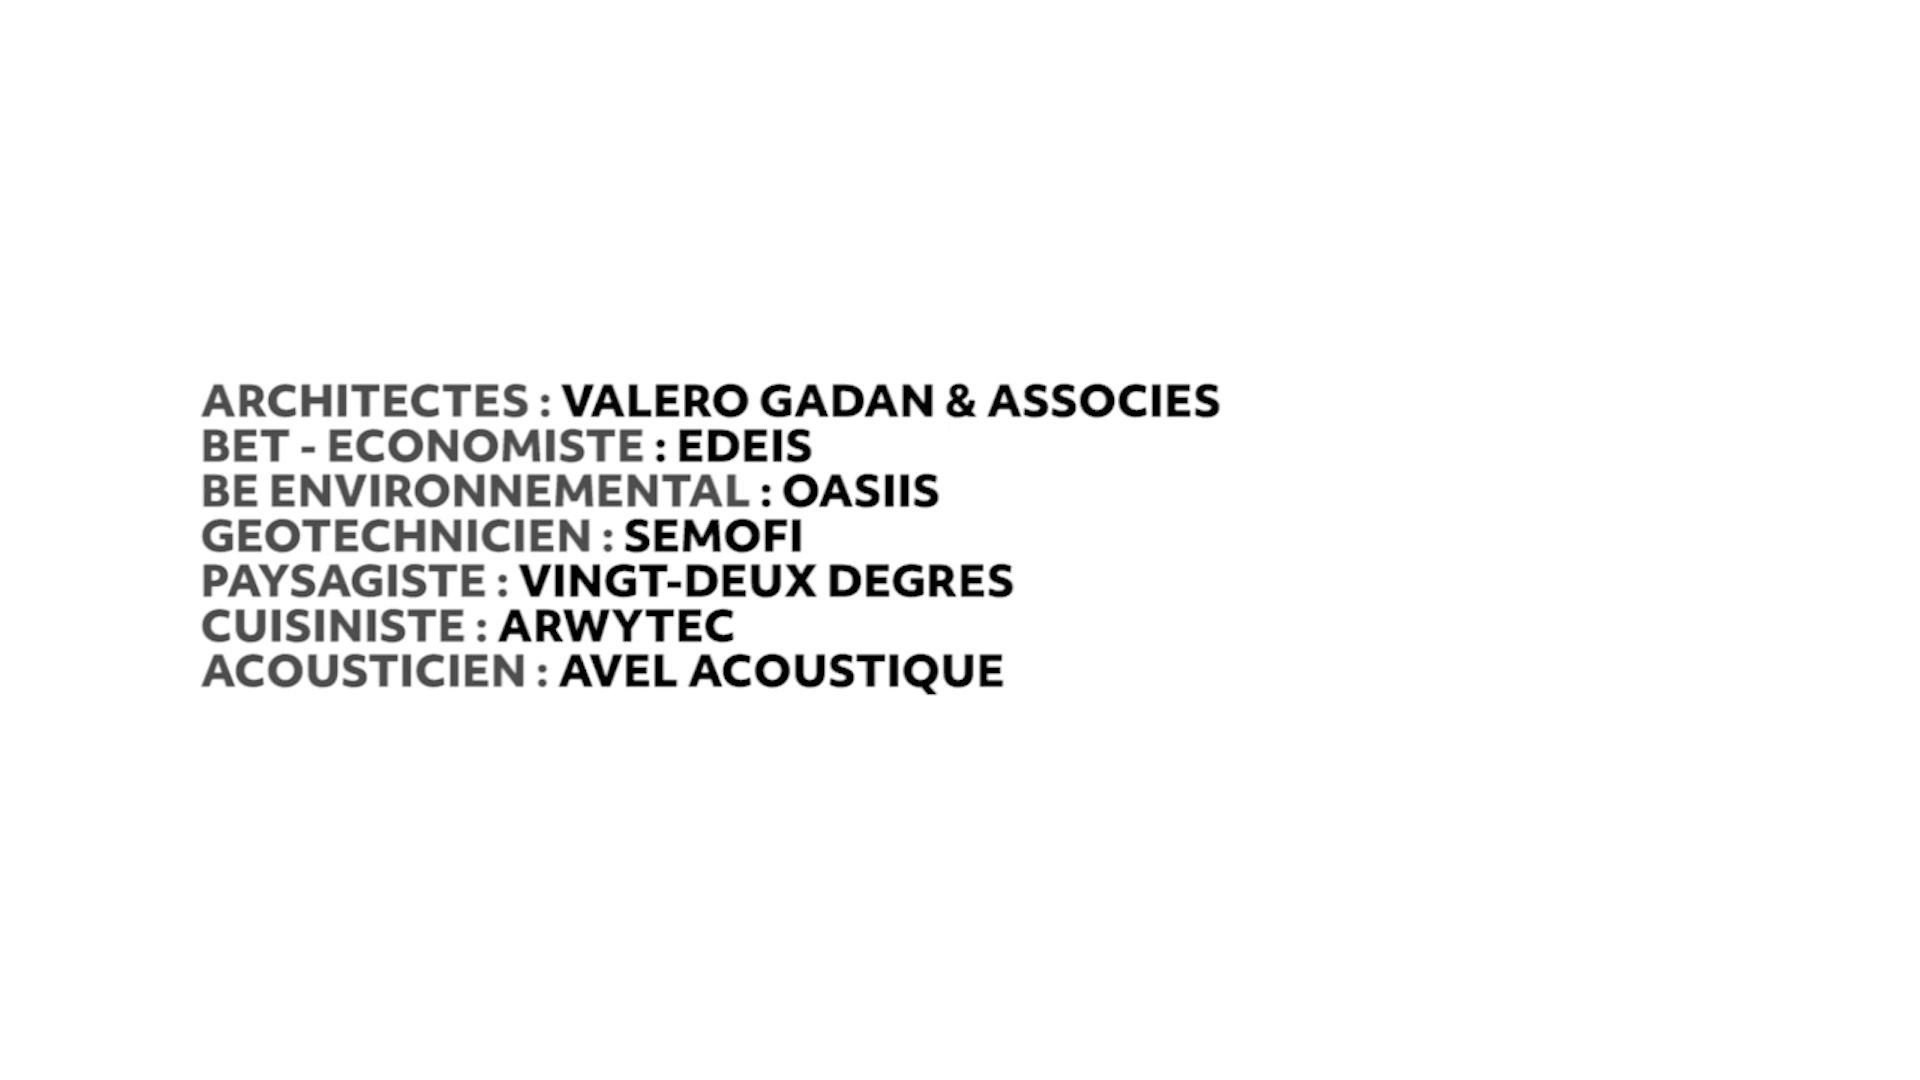 ARCHITECTES : VALERO GADAN & ASSOCIES
BET - ECONOMISTE : EDEIS
BE ENVIRONNEMENTAL : OASIIS
GEOTECHNICIEN : SEMOFI
PAYSAGISTE : VINGT-DEUX DEGRES
CUISINISTE : ARWYTEC
ACOUSTICIEN : AVEL ACOUSTIQUE